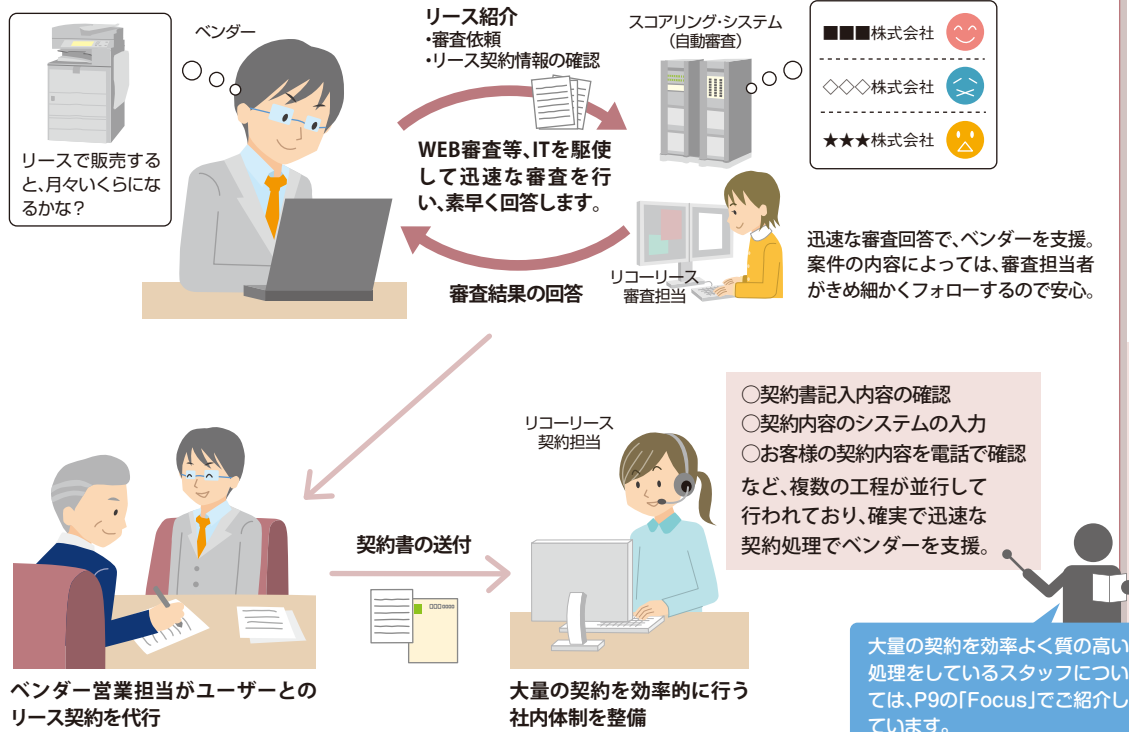 ベンダー
リースで販売する
と、月々いくらにな
るかな？
リース紹介
・審査依頼
・リース契約情報の確認
スコアリング・システム
（自動審査）
■■■株式会社
◇◇◇株式会社
★★★株式会社
WEB審査等、ITを駆使
して迅速な審査を行
い、素早く回答します。
審査結果の回答
リコーリース
審査担当
迅速な審査回答で、ベンダーを支援。
案件の内容によっては、審査担当者
がきめ細かくフォローするので安心。
リコーリース
契約担当
○契約書記入内容の確認
○契約内容のシステムの入力
○お客様の契約内容を電話で確認
など、複数の工程が並行して
行われており、確実で迅速な
契約処理でベンダーを支援。
契約書の送付
ベンダー営業担当がユーザーとの
リース契約を代行
大量の契約を効率的に行う
社内体制を整備
大量の契約を効率よく質の高い
処理をしているスタッフについ
ては、P9の「Focus」でご紹介し
ています。